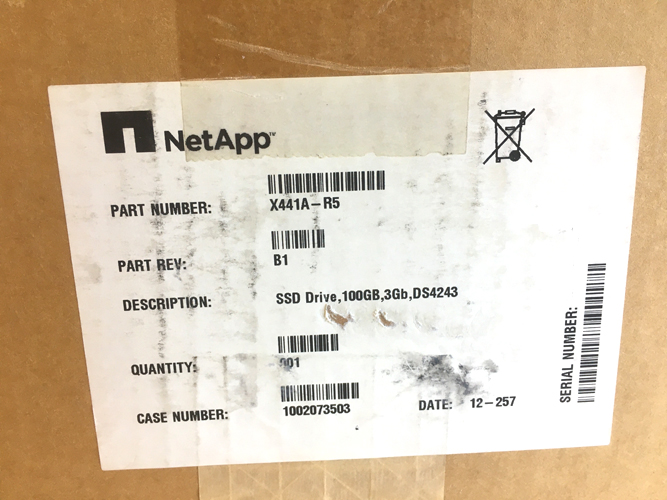 NetApp™
PART NUMBER: X441A-R5
PART REV: B1
DESCRIPTION: SSD Drive,100GB,3Gb,DS4243
QUANTITY: 001
CASE NUMBER: 1002073503
DATE: 12-257
SERIAL NUMBER: